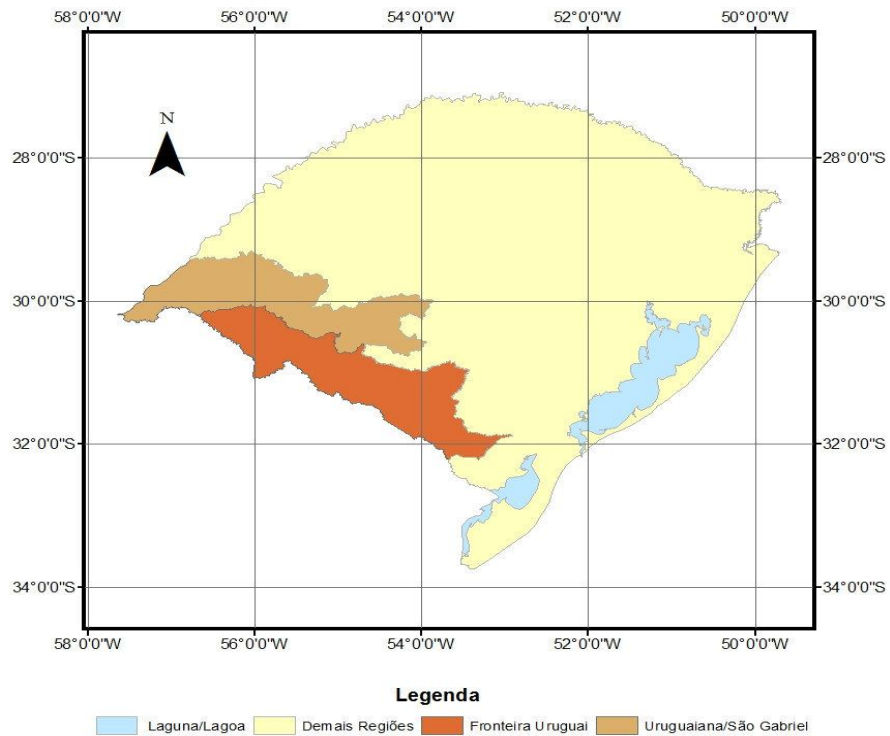 58°0'0"W 56°0'0"W 54°0'0"W 52°0'0"W 50°0'0"W
N
28°0'0"S 28°0'0"S
30°0'0"S 30°0'0"S
32°0'0"S 32°0'0"S
34°0'0"S 34°0'0"S
58°0'0"W 56°0'0"W 54°0'0"W 52°0'0"W 50°0'0"W
Legenda
Laguna/Lagoa Demais Regiões Fronteira Uruguai Uruguaiana/São Gabriel